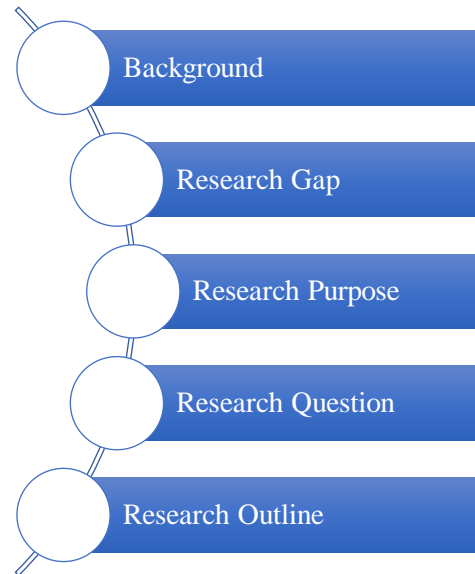 Background
Research Gap
Research Purpose
Research Question
Research Outline